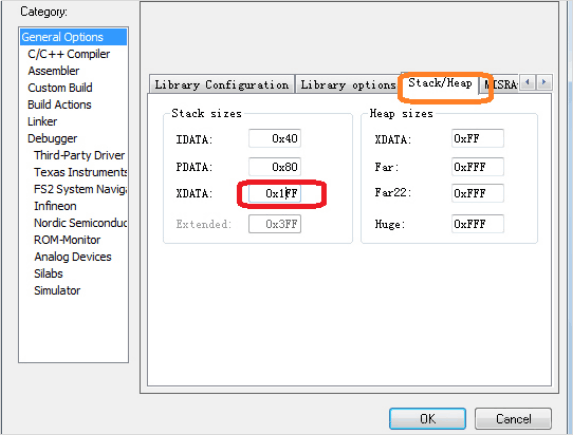 Category:
General Options
C/C++ Compiler
Assembler
Custom Build
Build Actions
Linker
Debugger
Third-Party Driver
Texas Instruments
FS2 System Naviga
Infineon
Nordic Semiconduc
ROM-Monitor
Analog Devices
Silabs
Simulator
Library Configuration Library options Stack/Heap MISRA
Stack sizes
IDATA: 0x40
PDATA: 0x80
XDATA: 0x1FF
Extended: 0x3FF
Heap sizes
XDATA: 0xFF
Far: 0xFFF
Far22: 0xFFF
Huge: 0xFFF
OK Cancel